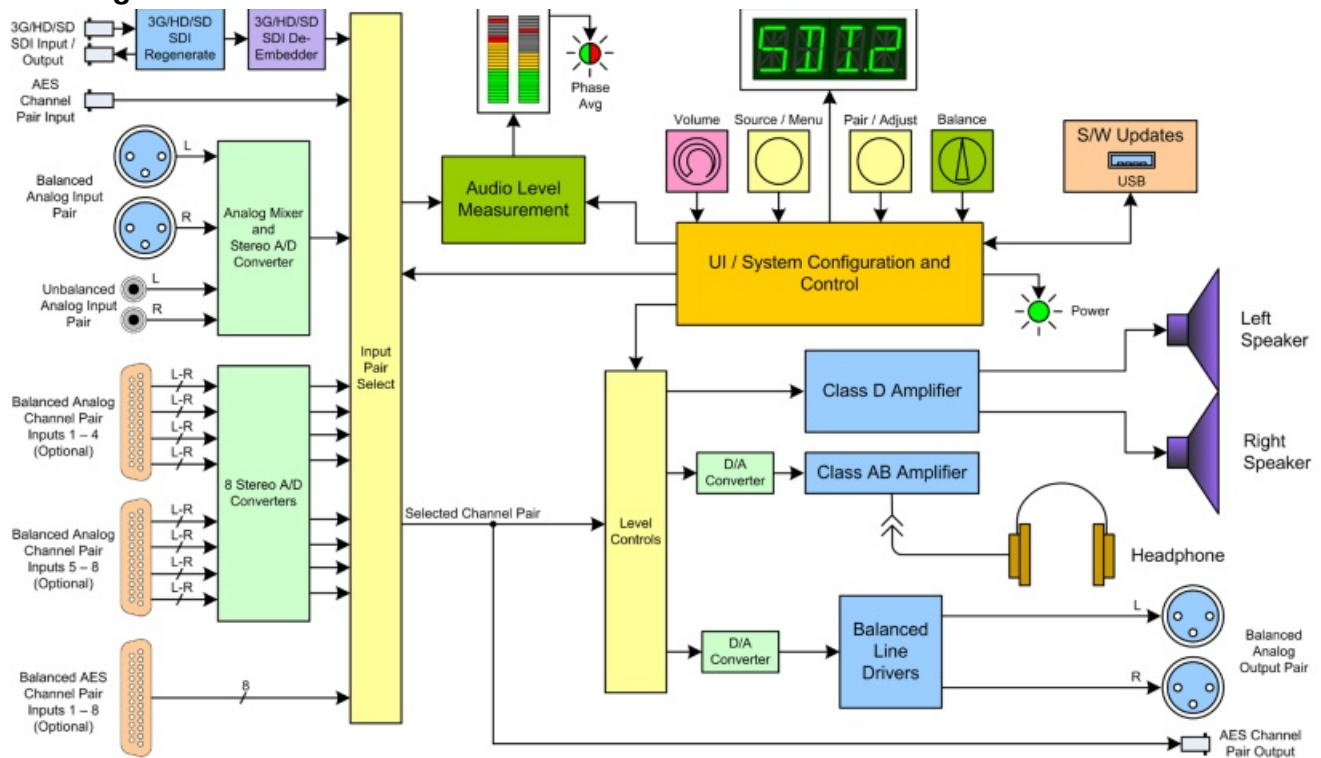 3G/HD/SD
SDI Input /
Output
3G/HD/SD
SDI
Regenerate
3G/HD/SD
SDI De-
Embedder
AES
Channel
Pair Input
Balanced
Analog Input
Pair
L
R
Unbalanced
Analog Input
Pair
L
R
Analog Mixer
and
Stereo A/D
Converter
Balanced Analog
Channel Pair
Inputs 1 – 4
(Optional)
L-R
L-R
L-R
L-R
Balanced Analog
Channel Pair
Inputs 5 – 8
(Optional)
L-R
L-R
L-R
L-R
8 Stereo A/D
Converters
Balanced AES
Channel Pair
Inputs 1 – 8
(Optional)
8
Input
Pair
Select
Phase
Avg
Audio Level
Measurement
SDI.2
Volume
Source / Menu
Pair / Adjust
Balance
S/W Updates
USB
UI / System Configuration and
Control
Power
Selected Channel Pair
Level
Controls
Class D Amplifier
Left
Speaker
Right
Speaker
D/A
Converter
Class AB Amplifier
Headphone
D/A
Converter
Balanced
Line
Drivers
L
R
Balanced
Analog
Output Pair
AES Channel
Pair Output